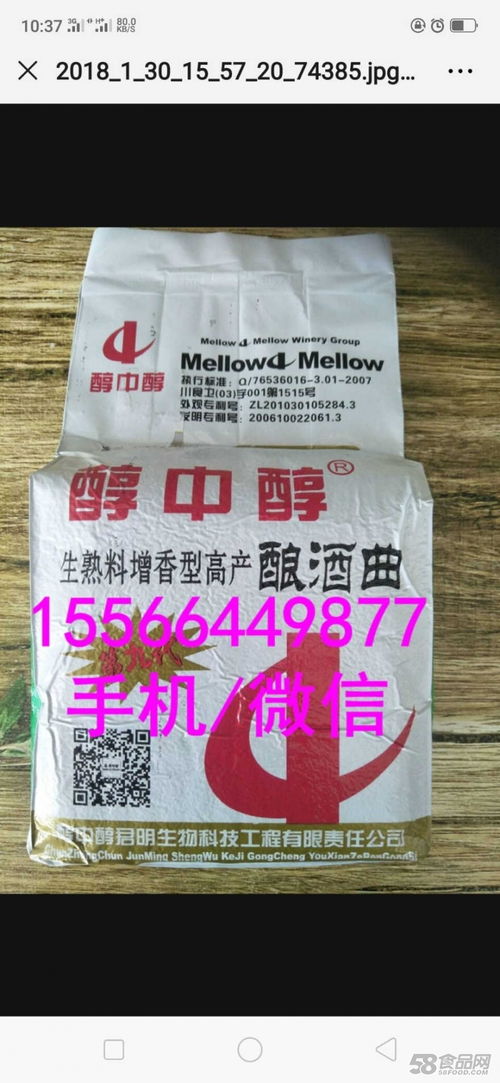 10:37 3G H+ 80.0 KB/S
2018_1_30_15_57_20_74385.jpg...
醇中醇
Mellow Mellow Winery Group
Mellow Mellow
执行标准:Q/76536016-3.01-2007
川食卫(03)字001第1515号
外观专利号:ZL201030105284.3
发明专利号:200610022061.3
醇中醇®
生熟料增香型高产酿酒曲
15566449877
手机/微信
醇中醇君明生物科技工程有限责任公司
ChunZhongChun JunMing ShengWu KeJi GongCheng YouXianZeRenGongSi
58食品网
58FOOD.COM